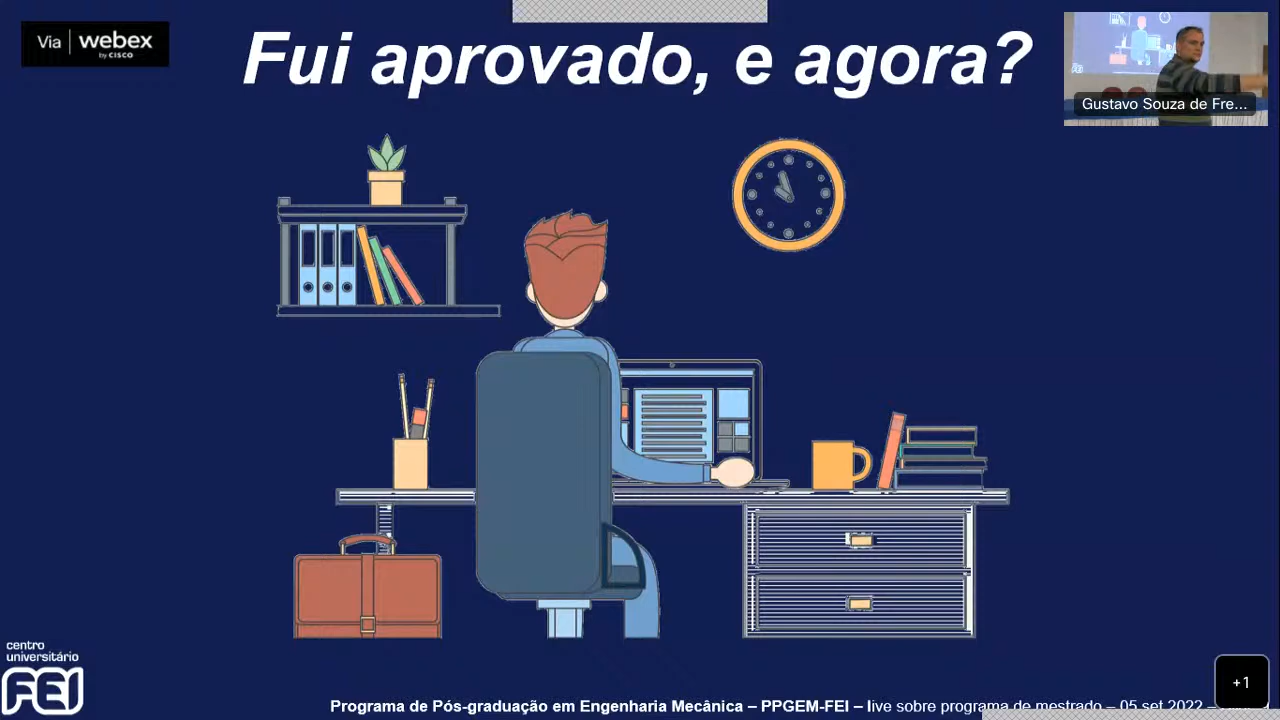 Via webex
by CISCO
Fui aprovado, e agora?
Gustavo Souza de Fre...
centro
universitário
FEI
+1
Programa de Pós-graduação em Engenharia Mecânica – PPGEM-FEI – live sobre programa de mestrado – 05 set 2022 –